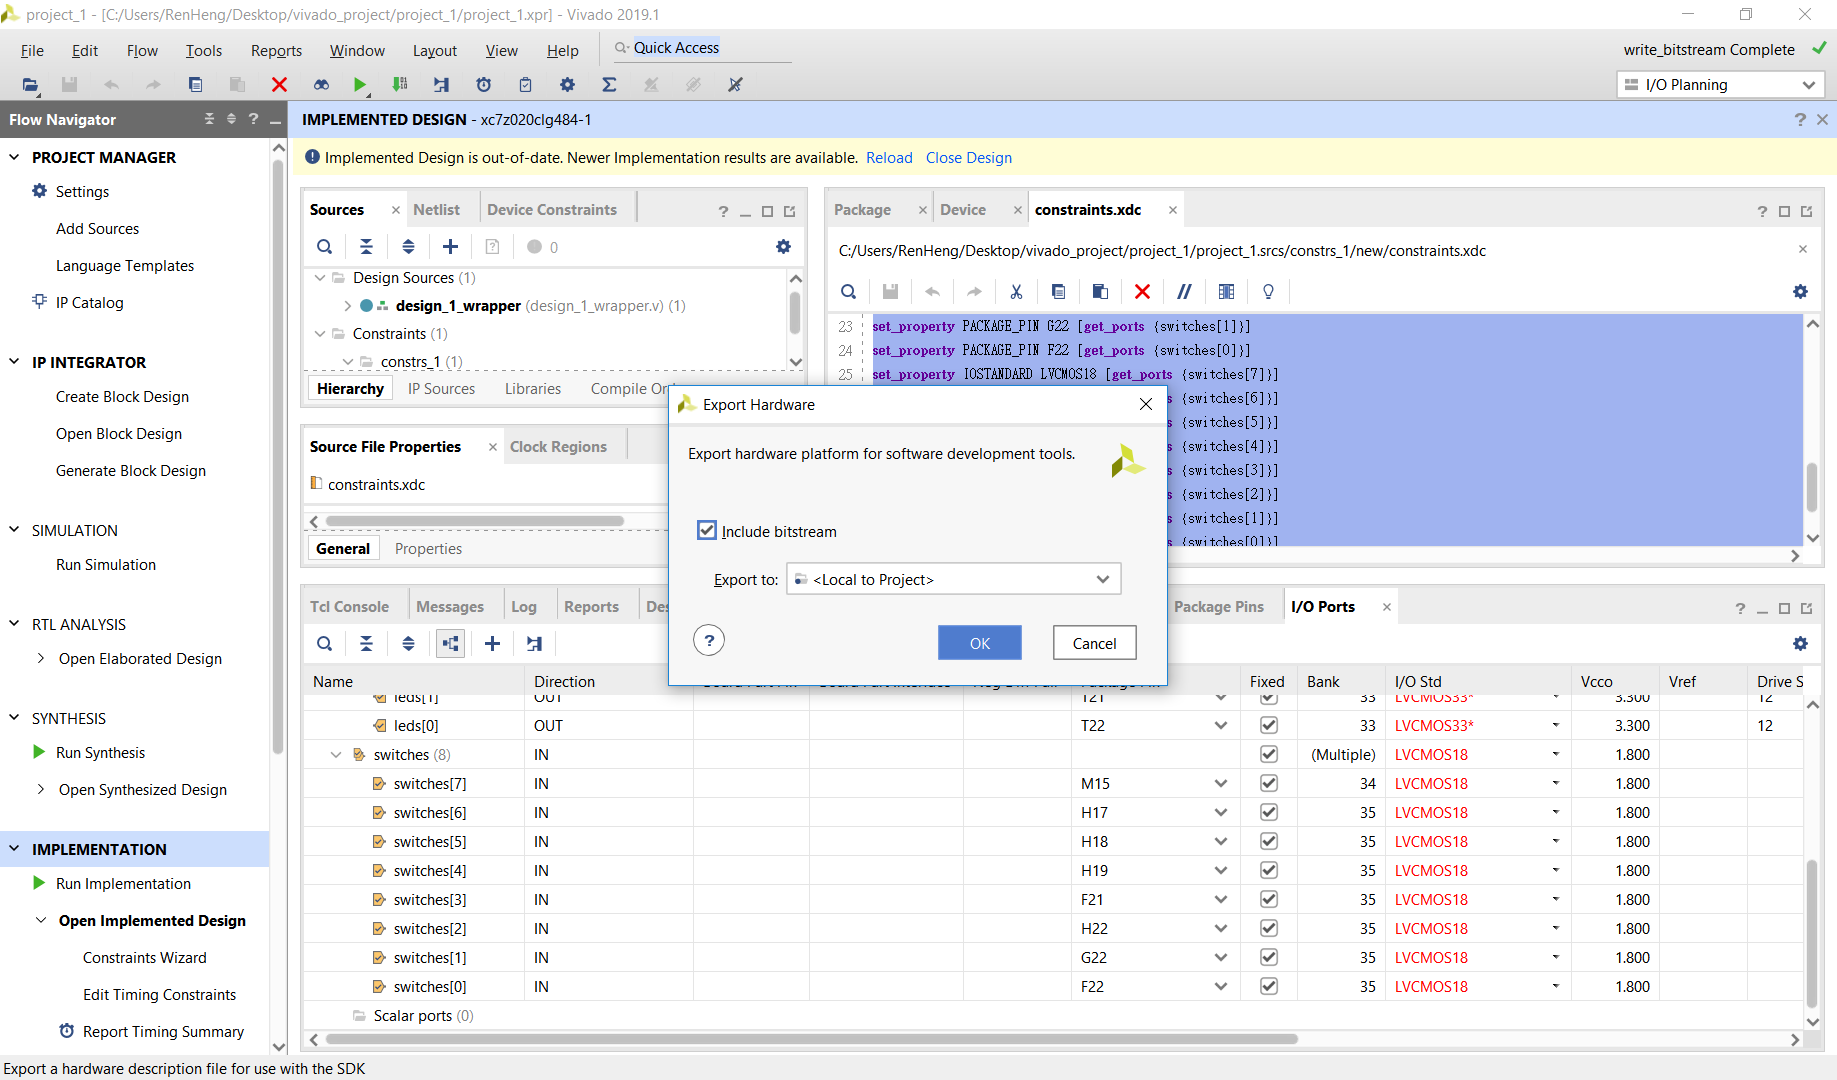 project_1 - [C:/Users/RenHeng/Desktop/vivado_project/project_1/project_1.xpr] - Vivado 2019.1
File Edit Flow Tools Reports Window Layout View Help Quick Access
write_bitstream Complete
I/O Planning
Flow Navigator
PROJECT MANAGER
Settings
Add Sources
Language Templates
IP Catalog
IP INTEGRATOR
Create Block Design
Open Block Design
Generate Block Design
SIMULATION
Run Simulation
RTL ANALYSIS
Open Elaborated Design
SYNTHESIS
Run Synthesis
Open Synthesized Design
IMPLEMENTATION
Run Implementation
Open Implemented Design
Constraints Wizard
Edit Timing Constraints
Report Timing Summary
IMPLEMENTED DESIGN - xc7z020clg484-1
Implemented Design is out-of-date. Newer Implementation results are available. Reload Close Design
Sources Netlist Device Constraints
0
Design Sources (1)
design_1_wrapper (design_1_wrapper.v) (1)
Constraints (1)
constrs_1 (1)
Hierarchy IP Sources Libraries Compile
Source File Properties Clock Regions
constraints.xdc
General Properties
Package Device constraints.xdc
C:/Users/RenHeng/Desktop/vivado_project/project_1/project_1.srcs/constrs_1/new/constraints.xdc
23 set_property PACKAGE_PIN G22 [get_ports {switches[1]}]
24 set_property PACKAGE_PIN F22 [get_ports {switches[0]}]
25 set_property IOSTANDARD LVCMOS18 [get_ports {switches[7]}]
s {switches[6]}]
s {switches[5]}]
s {switches[4]}]
s {switches[3]}]
s {switches[2]}]
s {switches[1]}]
s {switches[0]}]
Export Hardware
Export hardware platform for software development tools.
Include bitstream
Export to: <Local to Project>
OK Cancel
Tcl Console Messages Log Reports Package Pins I/O Ports
Name Direction Fixed Bank I/O Std Vcco Vref Drive S
leds[1] OUT T21 33 LVCMOS33* 3.300 12
leds[0] OUT T22 33 LVCMOS33* 3.300 12
switches (8) IN (Multiple) LVCMOS18 1.800
switches[7] IN M15 34 LVCMOS18 1.800
switches[6] IN H17 35 LVCMOS18 1.800
switches[5] IN H18 35 LVCMOS18 1.800
switches[4] IN H19 35 LVCMOS18 1.800
switches[3] IN F21 35 LVCMOS18 1.800
switches[2] IN H22 35 LVCMOS18 1.800
switches[1] IN G22 35 LVCMOS18 1.800
switches[0] IN F22 35 LVCMOS18 1.800
Scalar ports (0)
Export a hardware description file for use with the SDK